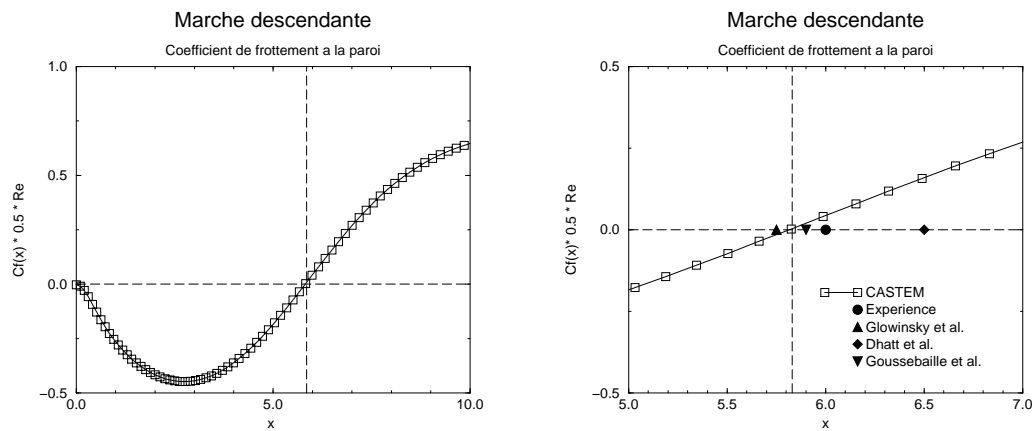 Marche descendante
Coefficient de frottement a la paroi
1.0
0.5
0.0
−0.5
0.0
5.0
10.0
x
Cf(x) * 0.5 * Re
Marche descendante
Coefficient de frottement a la paroi
0.5
0.0
−0.5
5.0
5.5
6.0
6.5
7.0
x
Cf(x)* 0.5 * Re
CASTEM
Experience
Glowinsky et al.
Dhatt et al.
Goussebaille et al.